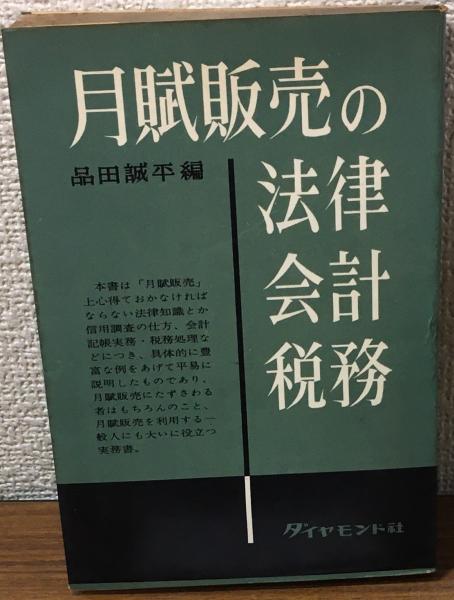 月賦販売の
法律
会計
税務
品田誠平編
本書は「月賦販売」
上心得ておかなければ
ならない法律知識とか
信用調査の仕方、会計
記帳実務・税務処理な
どにつき、具体的に豊
富な例をあげて平易に
説明したものであり、
月賦販売にたずさわる
者はもちろんのこと、
月賦販売を利用する一
般人にも大いに役立つ
実務書。
ダイヤモンド社